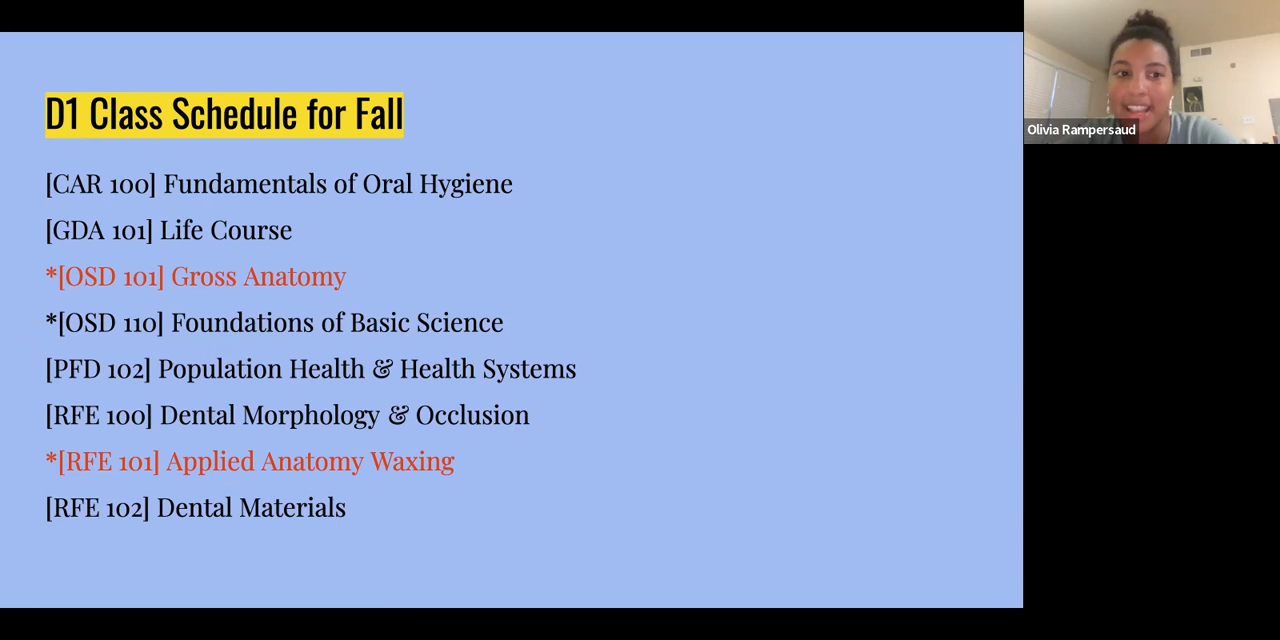 D1 Class Schedule for Fall
[CAR 100] Fundamentals of Oral Hygiene
[GDA 101] Life Course
*[OSD 101] Gross Anatomy
*[OSD 110] Foundations of Basic Science
[PFD 102] Population Health & Health Systems
[RFE 100] Dental Morphology & Occlusion
*[RFE 101] Applied Anatomy Waxing
[RFE 102] Dental Materials
Olivia Rampersaud